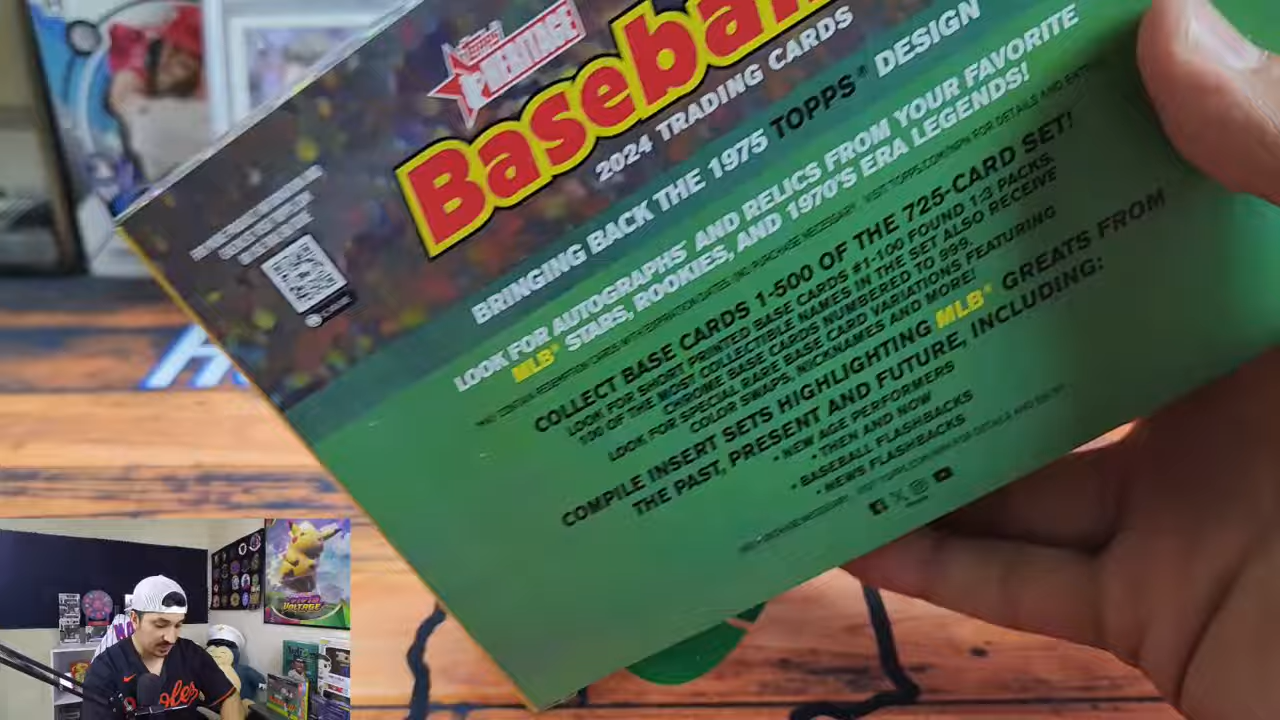 HERITAGE
Baseball
2024 TRADING CARDS
BRINGING BACK THE 1975 TOPPS® DESIGN
LOOK FOR AUTOGRAPHS AND RELICS FROM YOUR FAVORITE
MLB® STARS, ROOKIES, AND 1970'S ERA LEGENDS!
COLLECT BASE CARDS 1-500 OF THE 725-CARD SET!
LOOK FOR SHORT PRINTED BASE CARDS #1-100 FOUND 1:3 PACKS.
100 OF THE MOST COLLECTIBLE NAMES IN THE SET ALSO RECEIVE
CHROME BASE CARDS NUMBERED TO 999.
LOOK FOR SPECIAL RARE BASE CARD VARIATIONS FEATURING
COLOR SWAPS, NICKNAMES AND MORE!
COMPILE INSERT SETS HIGHLIGHTING MLB® GREATS FROM
THE PAST, PRESENT AND FUTURE, INCLUDING:
• NEW AGE PERFORMERS
• THEN AND NOW
• BASEBALL FLASHBACKS
• NEWS FLASHBACKS
VOLTAGE